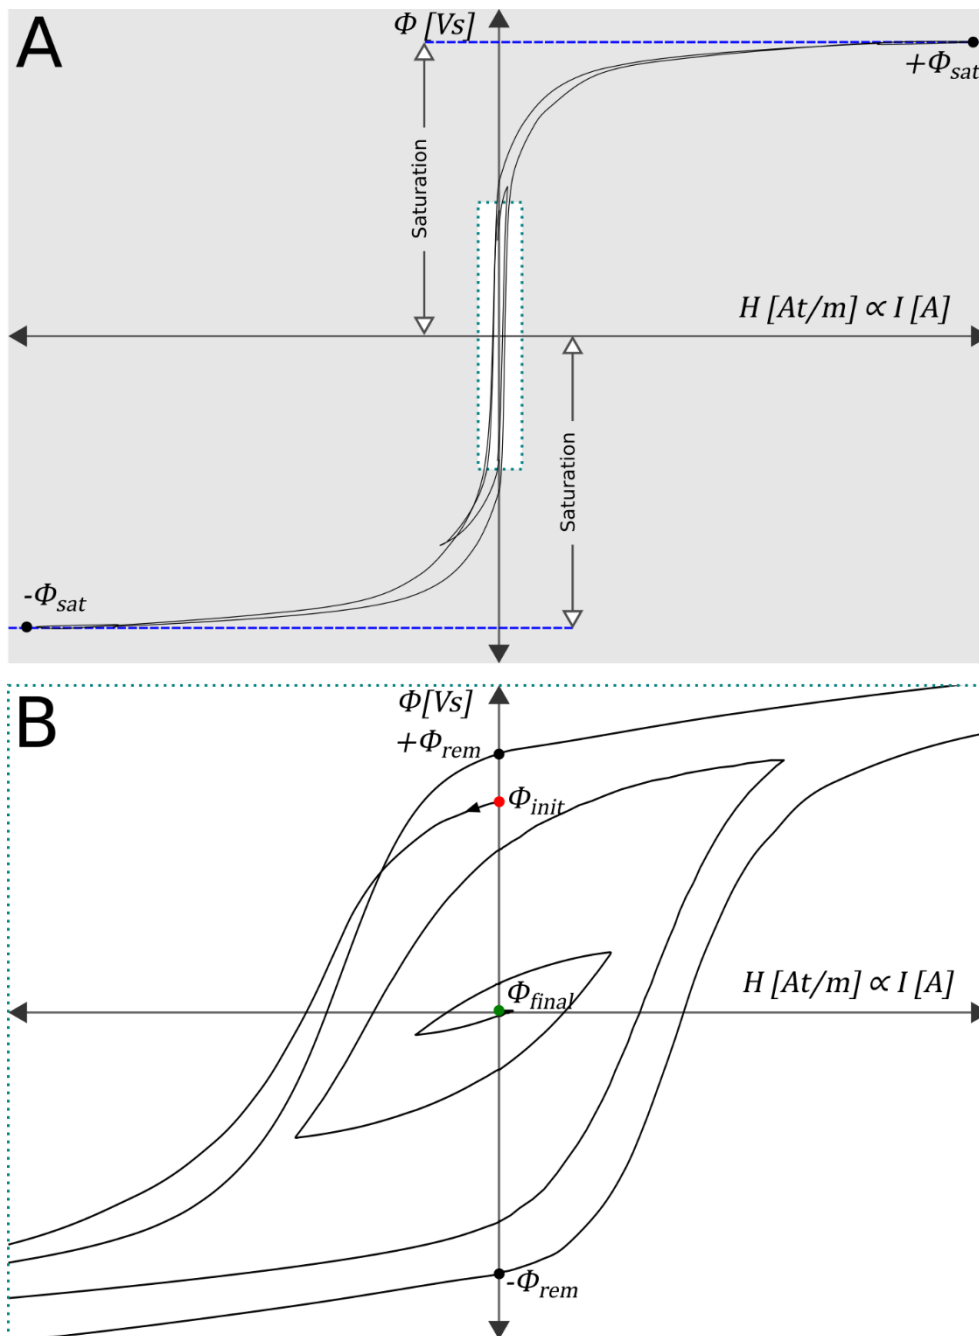 A
Φ [Vs]
+Φsat
Saturation
H [At/m] ∝ I [A]
Saturation
-Φsat
B
Φ[Vs]
+Φrem
Φinit
Φfinal
H [At/m] ∝ I [A]
-Φrem